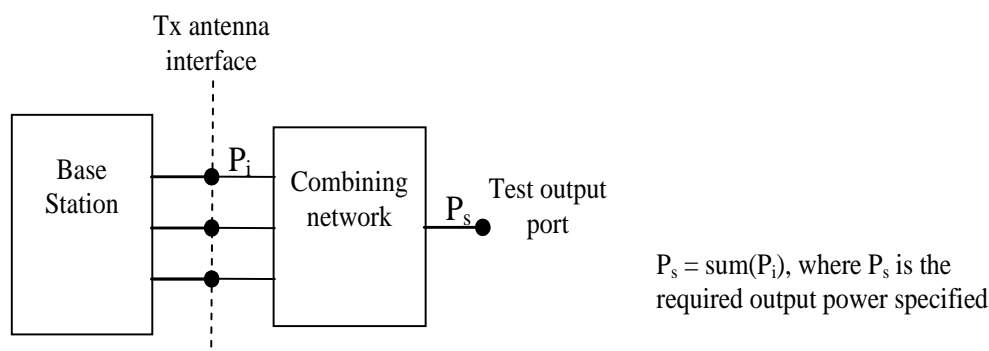 Tx antenna
interface
Base
Station
Pi
Combining
network
Ps
Test output
port
Ps = sum(Pi), where Ps is the
required output power specified